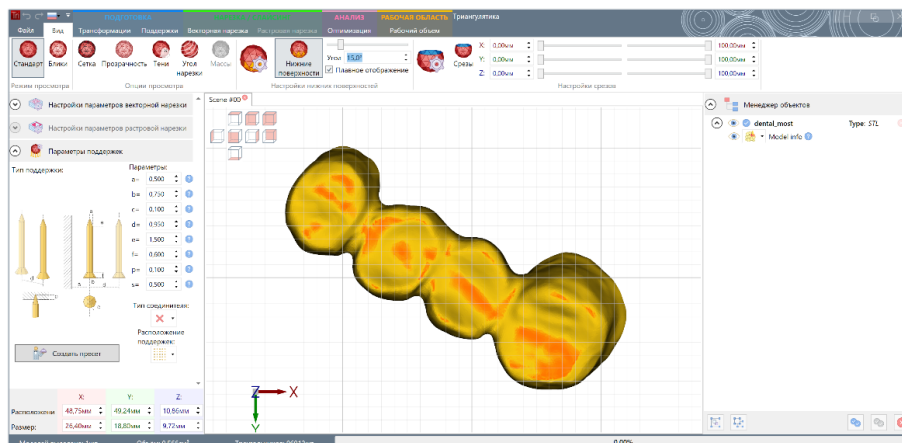 ПОДГОТОВКА АНАЛИЗ РАБОЧАЯ ОБЛАСТЬ Триангулятика
Файл Вид Трансформации Поддержки Векторная нарезка Растровая нарезка Оптимизация Рабочий объем
Стандарт Блики Сетка Прозрачность Тени Угол нарезки Массы Нижние поверхности Угол 15,0° Срезы X: 0,00мм 100,00мм
Плавное отображение Y: 0,00мм 100,00мм
Z: 0,00мм 100,00мм
Режим просмотра Опции просмотра Настройки нижних поверхностей Настройки срезов
Настройки параметров векторной нарезки
Настройки параметров растровой нарезки
Параметры поддержек
Тип поддержки:
Параметры:
a= 0,500
b= 0,750
c= 0,100
d= 0,950
e= 1,500
f= 0,600
p= 0,100
s= 0,500
Тип соединителя:
Расположение поддержек:
Создать пресет
X: Y: Z:
Расположени 48,75мм 49,24мм 10,86мм
Размер: 26,40мм 18,80мм 9,72мм
Scene #00
Z X
Y
Менеджер объектов
dental_most Type: STL
Model info
0.00%